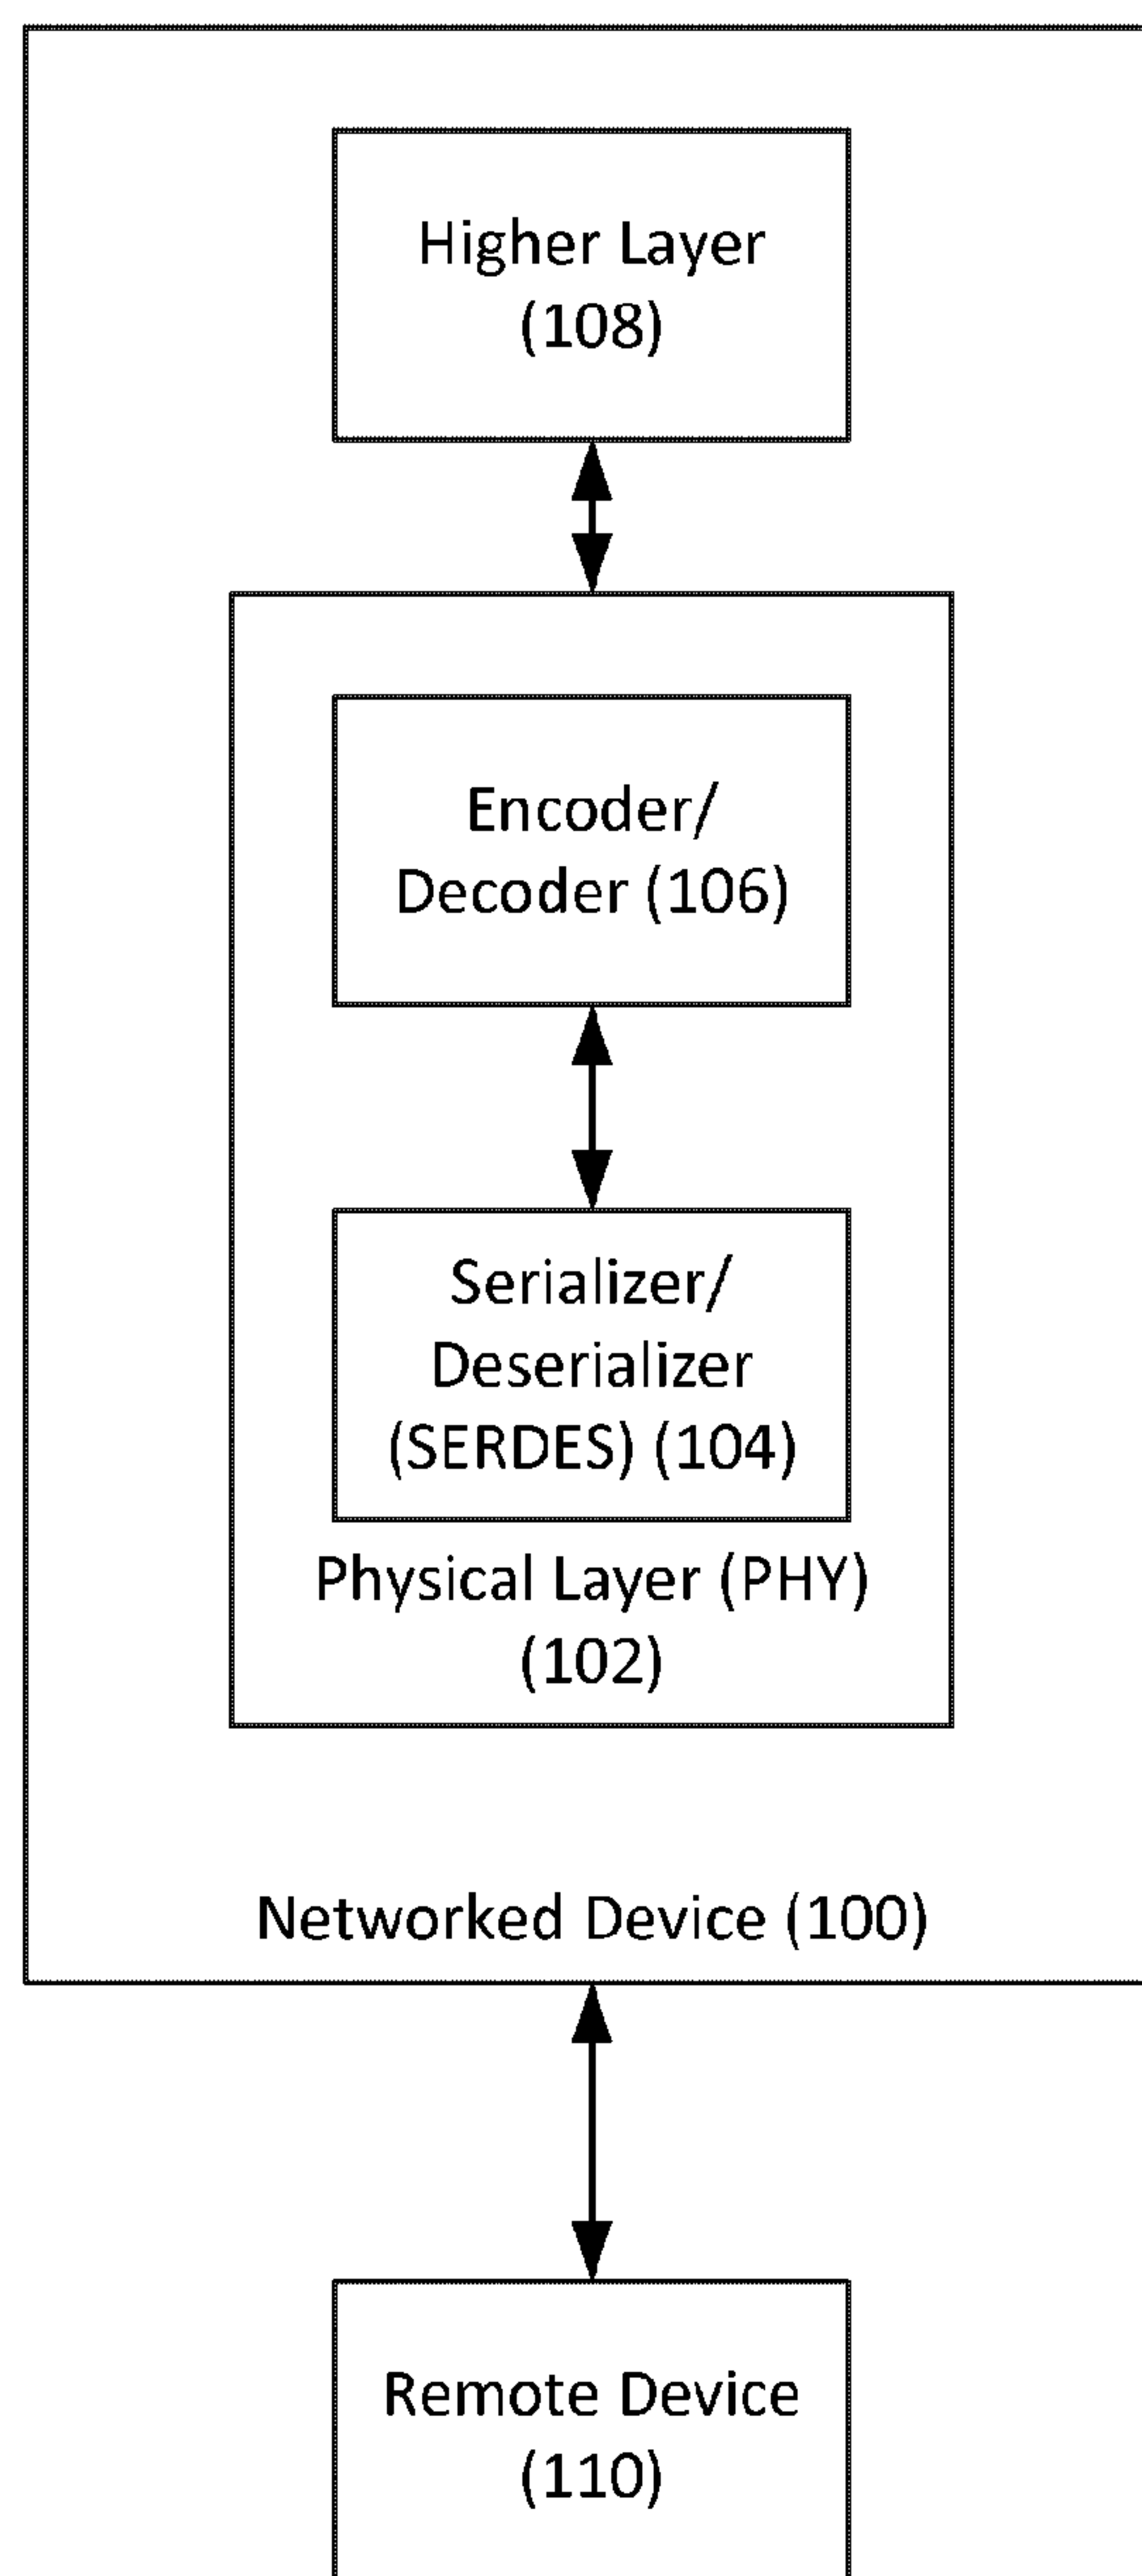 Higher Layer
(108)
Encoder/
Decoder (106)
Serializer/
Deserializer
(SERDES) (104)
Physical Layer (PHY)
(102)
Networked Device (100)
Remote Device
(110)